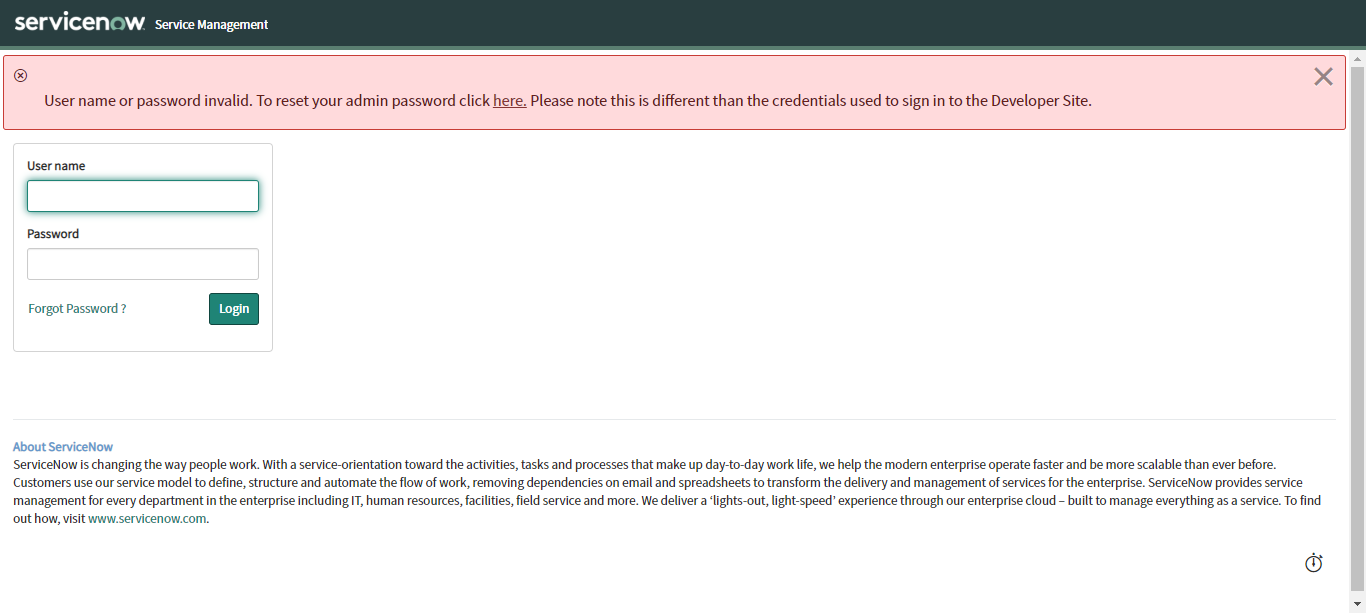 servicenow. Service Management
User name or password invalid. To reset your admin password click here. Please note this is different than the credentials used to sign in to the Developer Site.
User name
Password
Forgot Password ? Login
About ServiceNow
ServiceNow is changing the way people work. With a service-orientation toward the activities, tasks and processes that make up day-to-day work life, we help the modern enterprise operate faster and be more scalable than ever before.
Customers use our service model to define, structure and automate the flow of work, removing dependencies on email and spreadsheets to transform the delivery and management of services for the enterprise. ServiceNow provides service
management for every department in the enterprise including IT, human resources, facilities, field service and more. We deliver a ‘lights-out, light-speed’ experience through our enterprise cloud – built to manage everything as a service. To find
out how, visit www.servicenow.com.